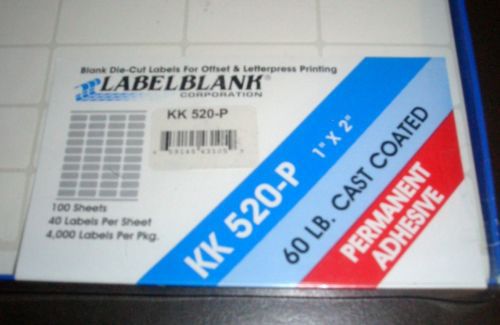 Blank Die-Cut Labels For Offset & Letterpress Printing
LABELBLANK®
CORPORATION
KK 520-P
100 Sheets
40 Labels Per Sheet
4,000 Labels Per Pkg.
KK 520-P
1" X 2"
60 LB. CAST COATED
PERMANENT
ADHESIVE